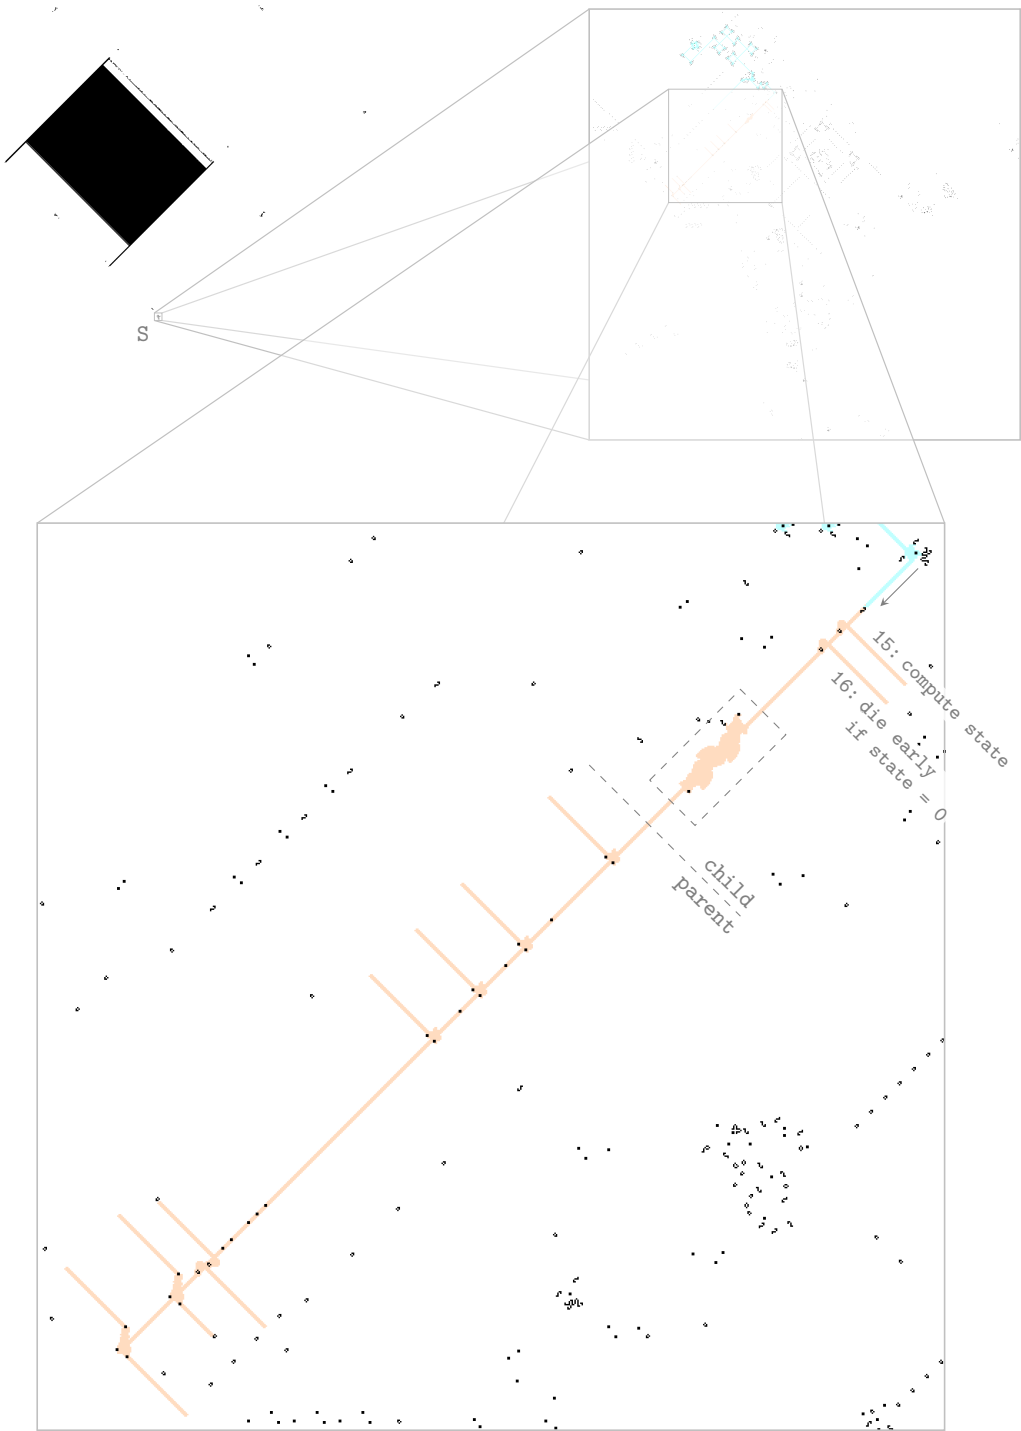 S
15: compute state
16: die early
if state = 0
child
parent